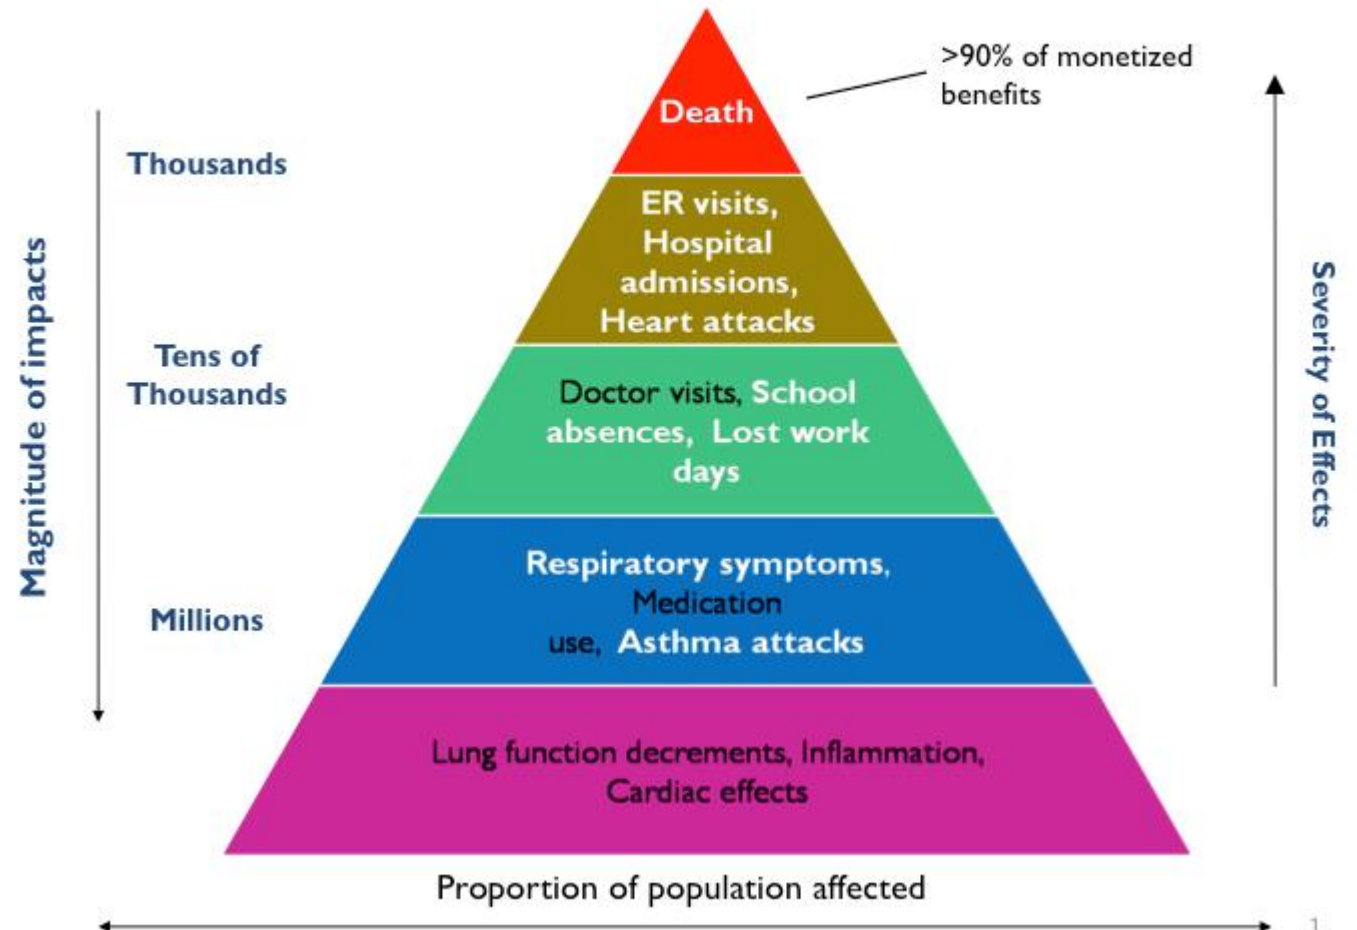 >90% of monetized
benefits
Death
Thousands
ER visits,
Hospital
admissions,
Heart attacks
Tens of
Thousands
Doctor visits, School
absences, Lost work
days
Respiratory symptoms,
Medication
use, Asthma attacks
Millions
Lung function decrements, Inflammation,
Cardiac effects
Magnitude of impacts
Severity of Effects
Proportion of population affected
1